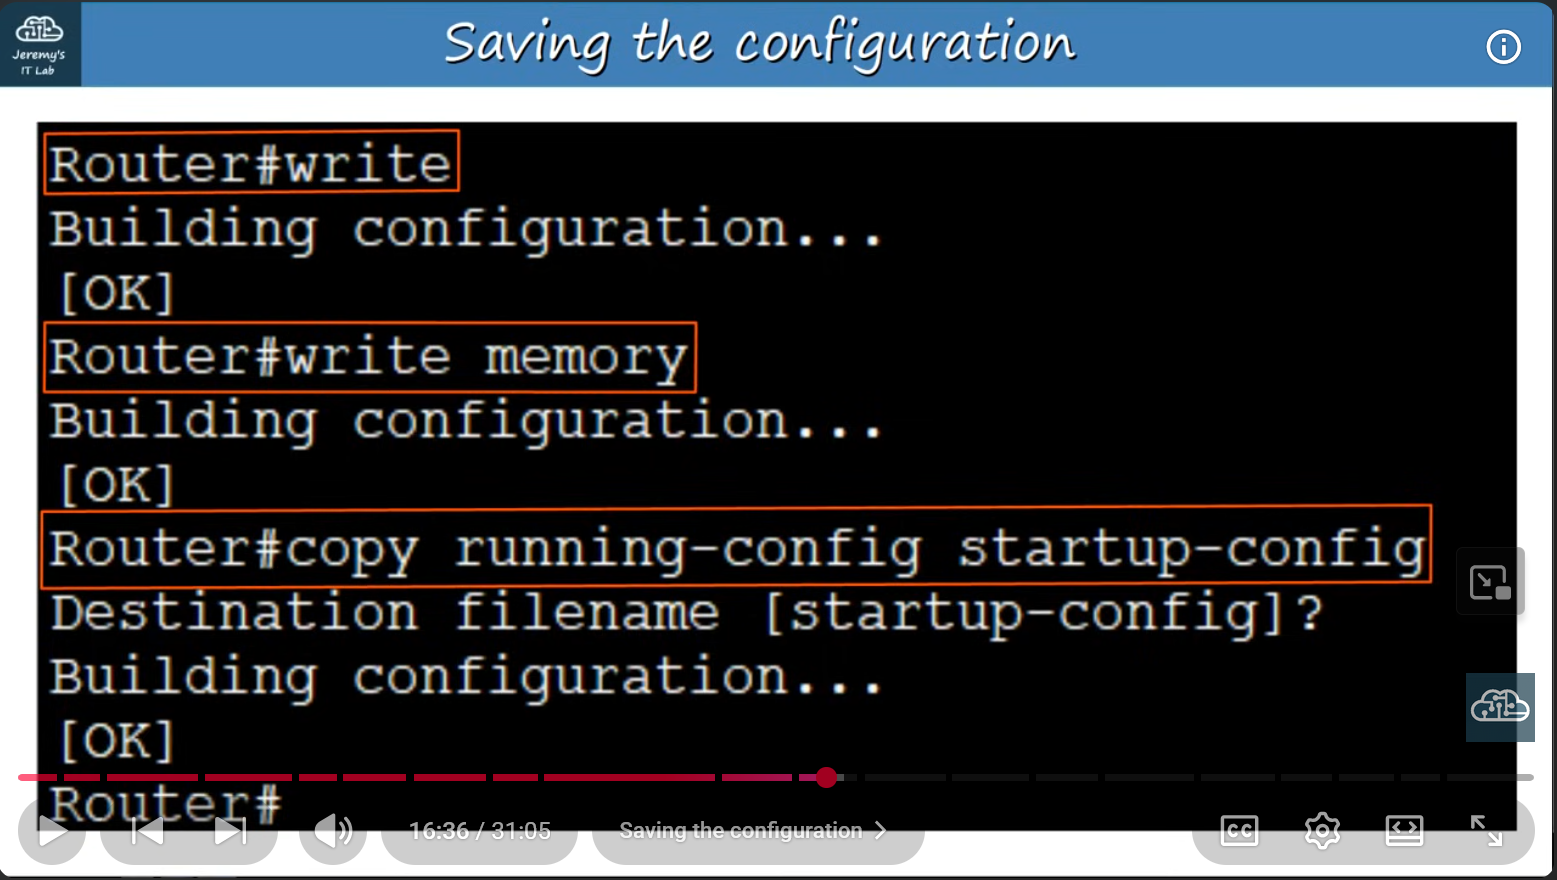 Jeremy's
IT Lab
Saving the configuration
Router#write
Building configuration...
[OK]
Router#write memory
Building configuration...
[OK]
Router#copy running-config startup-config
Destination filename [startup-config]?
Building configuration...
[OK]
Router#
16:36 / 31:05
Saving the configuration
CC